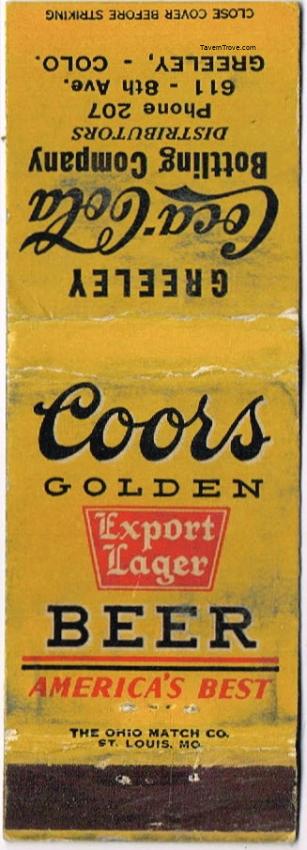 CLOSE COVER BEFORE STRIKING
TavernTrove.com
GREELEY, - COLO.
611 - 8th Ave.
Phone 207
DISTRIBUTORS
Bottling Company
Coca-Cola
GREELEY
Coors
GOLDEN
Export
Lager
BEER
AMERICA'S BEST
THE OHIO MATCH CO.
ST. LOUIS, MO.